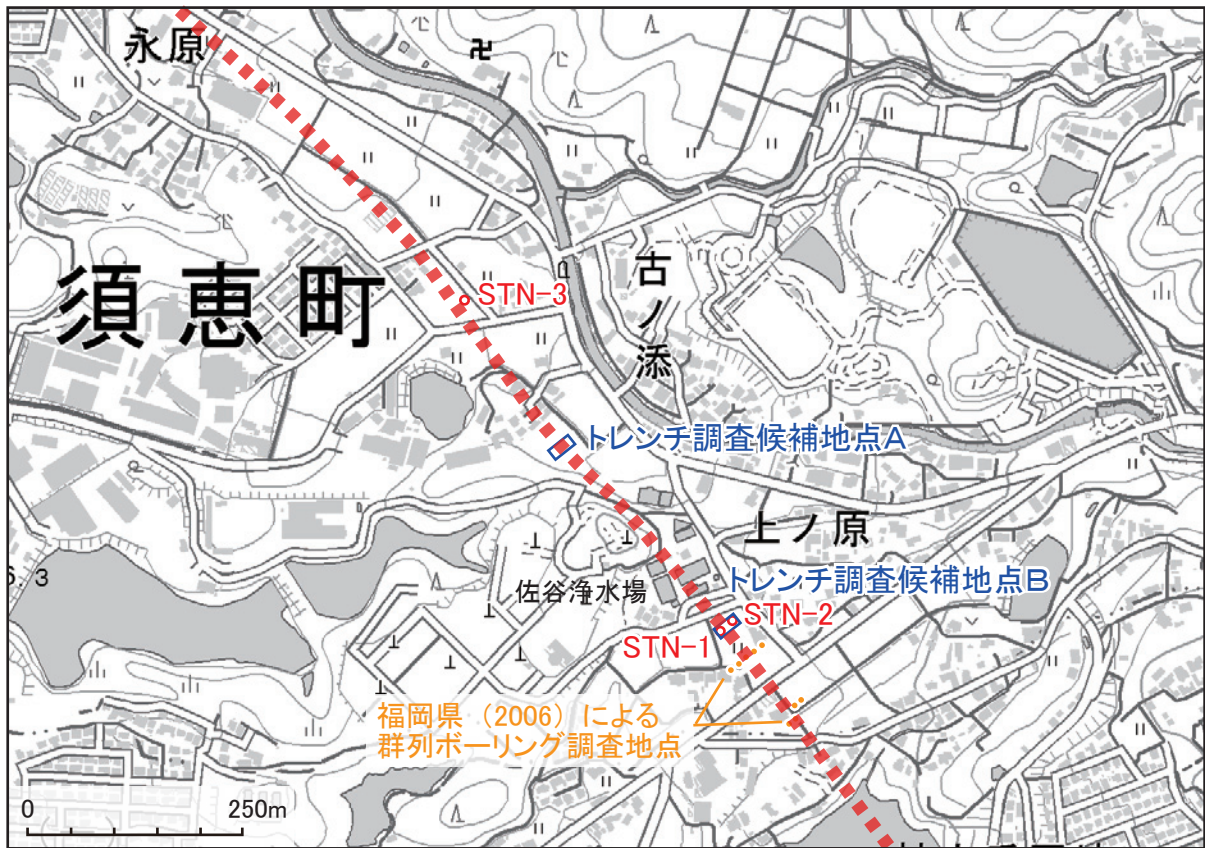 永原
卍
STN-3
須恵町
古ノ添
トレンチ調査候補地点A
上ノ原
トレンチ調査候補地点B
佐谷浄水場
STN-2
STN-1
福岡県（2006）による
群列ボーリング調査地点
0 250m